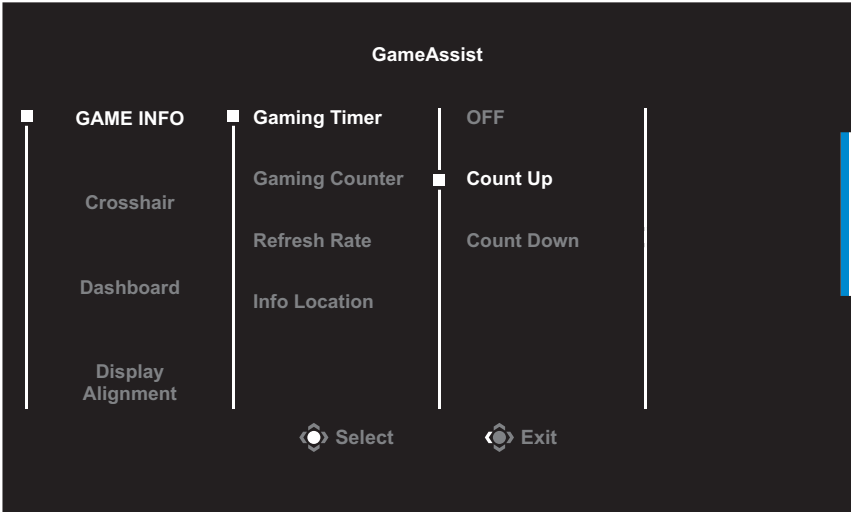 GameAssist
GAME INFO
Crosshair
Dashboard
Display
Alignment
Gaming Timer
Gaming Counter
Refresh Rate
Info Location
OFF
Count Up
Count Down
Select
Exit